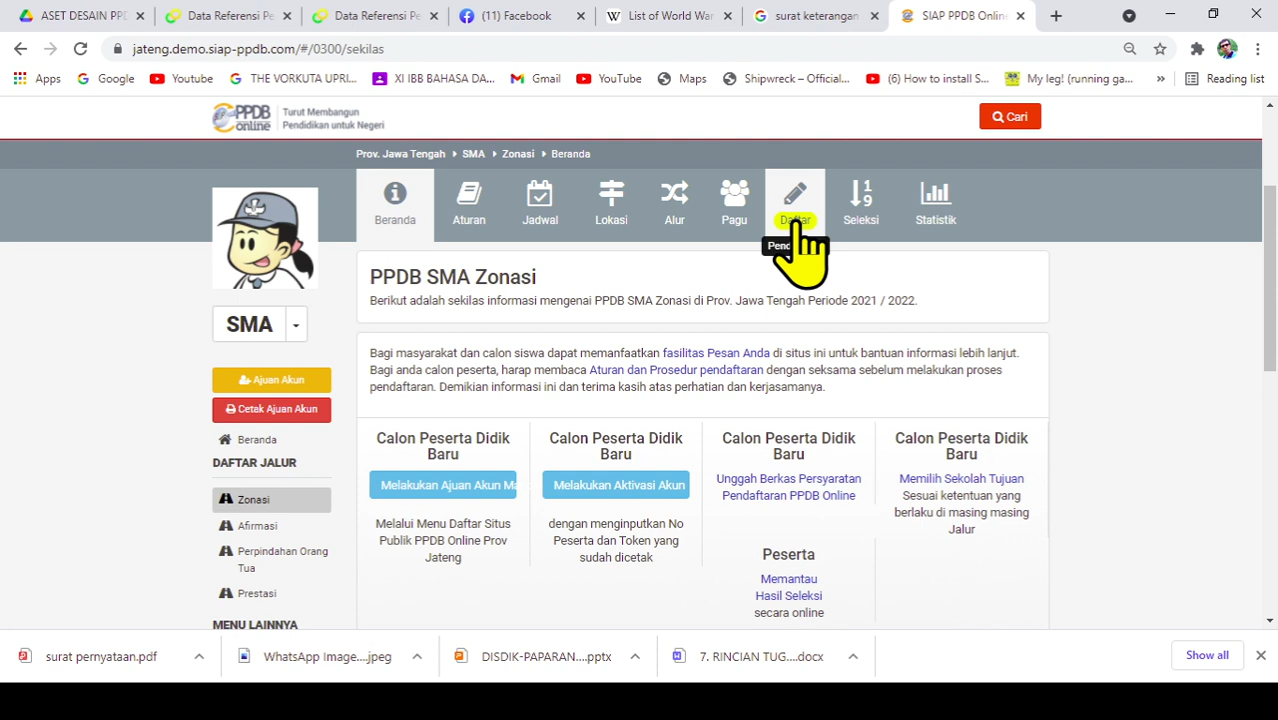 ASET DESAIN PPD
Data Referensi Pe
Data Referensi Pe
(11) Facebook
List of World War
surat keterangan
SIAP PPDB Online
jateng.demo.siap-ppdb.com/#/0300/sekilas
Apps
Google
Youtube
THE VORKUTA UPRI...
XI IBB BAHASA DA...
Gmail
YouTube
Maps
Shipwreck – Official...
(6) How to install S...
My leg! (running ga...
»
Reading list
PPDB online
Turut Membangun
Pendidikan untuk Negeri
Cari
Prov. Jawa Tengah SMA Zonasi Beranda
Beranda
Aturan
Jadwal
Lokasi
Alur
Pagu
Daftar
Seleksi
Statistik
PPDB SMA Zonasi
Berikut adalah sekilas informasi mengenai PPDB SMA Zonasi di Prov. Jawa Tengah Periode 2021 / 2022.
SMA
Ajuan Akun
Cetak Ajuan Akun
Beranda
DAFTAR JALUR
Zonasi
Afirmasi
Perpindahan Orang
Tua
Prestasi
MENU LAINNYA
Bagi masyarakat dan calon siswa dapat memanfaatkan fasilitas Pesan Anda di situs ini untuk bantuan informasi lebih lanjut.
Bagi anda calon peserta, harap membaca Aturan dan Prosedur pendaftaran dengan seksama sebelum melakukan proses
pendaftaran. Demikian informasi ini dan terima kasih atas perhatian dan kerjasamanya.
Calon Peserta Didik
Baru
Melakukan Ajuan Akun Ma
Melalui Menu Daftar Situs
Publik PPDB Online Prov
Jateng
Calon Peserta Didik
Baru
Melakukan Aktivasi Akun
dengan menginputkan No
Peserta dan Token yang
sudah dicetak
Calon Peserta Didik
Baru
Unggah Berkas Persyaratan
Pendaftaran PPDB Online
Peserta
Memantau
Hasil Seleksi
secara online
Calon Peserta Didik
Baru
Memilih Sekolah Tujuan
Sesuai ketentuan yang
berlaku di masing masing
Jalur
surat pernyataan.pdf
WhatsApp Image....jpeg
DISDIK-PAPARAN....pptx
7. RINCIAN TUG....docx
Show all